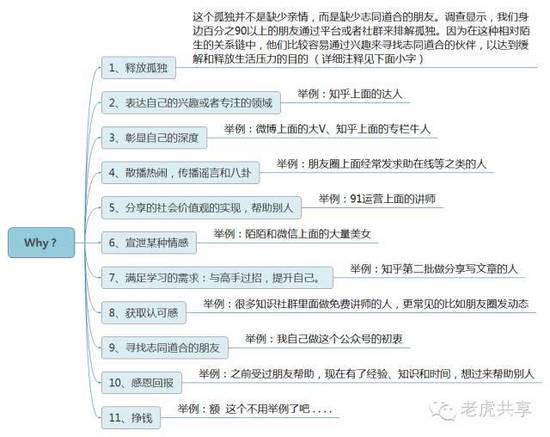 这个孤独并不是缺少亲情，而是缺少志同道合的朋友。调查显示，我们身
边百分之90以上的朋友通过平台或者社群来排解孤独。因为在这种相对陌
生的关系链中，他们比较容易通过兴趣来寻找志同道合的伙伴，以达到缓
解和释放生活压力的目的 （ 详细注释见下面小字 ）
1、释放孤独
2、表达自己的兴趣或者专注的领域
举例：知乎上面的达人
3、彰显自己的深度
举例：微博上面的大V、知乎上面的专栏牛人
4、散播热闹，传播谣言和八卦
举例：朋友圈上面经常发求助在线等之类的人
5、分享的社会价值观的实现，帮助别人
举例：91运营上面的讲师
Why？
6、宣泄某种情感
举例：陌陌和微信上面的大量美女
7、满足学习的需求：与高手过招，提升自己。
举例：知乎第二批做分享写文章的人
8、获取认可感
举例：很多知识社群里面做免费讲师的人，更常见的比如朋友圈发动态
9、寻找志同道合的朋友
举例：我自己做这个公众号的初衷
10、感恩回报
举例：之前受过朋友帮助，现在有了经验、知识和时间，想过来帮助别人
11、挣钱
举例：额 这个不用举例了吧 . . . .
老虎共享